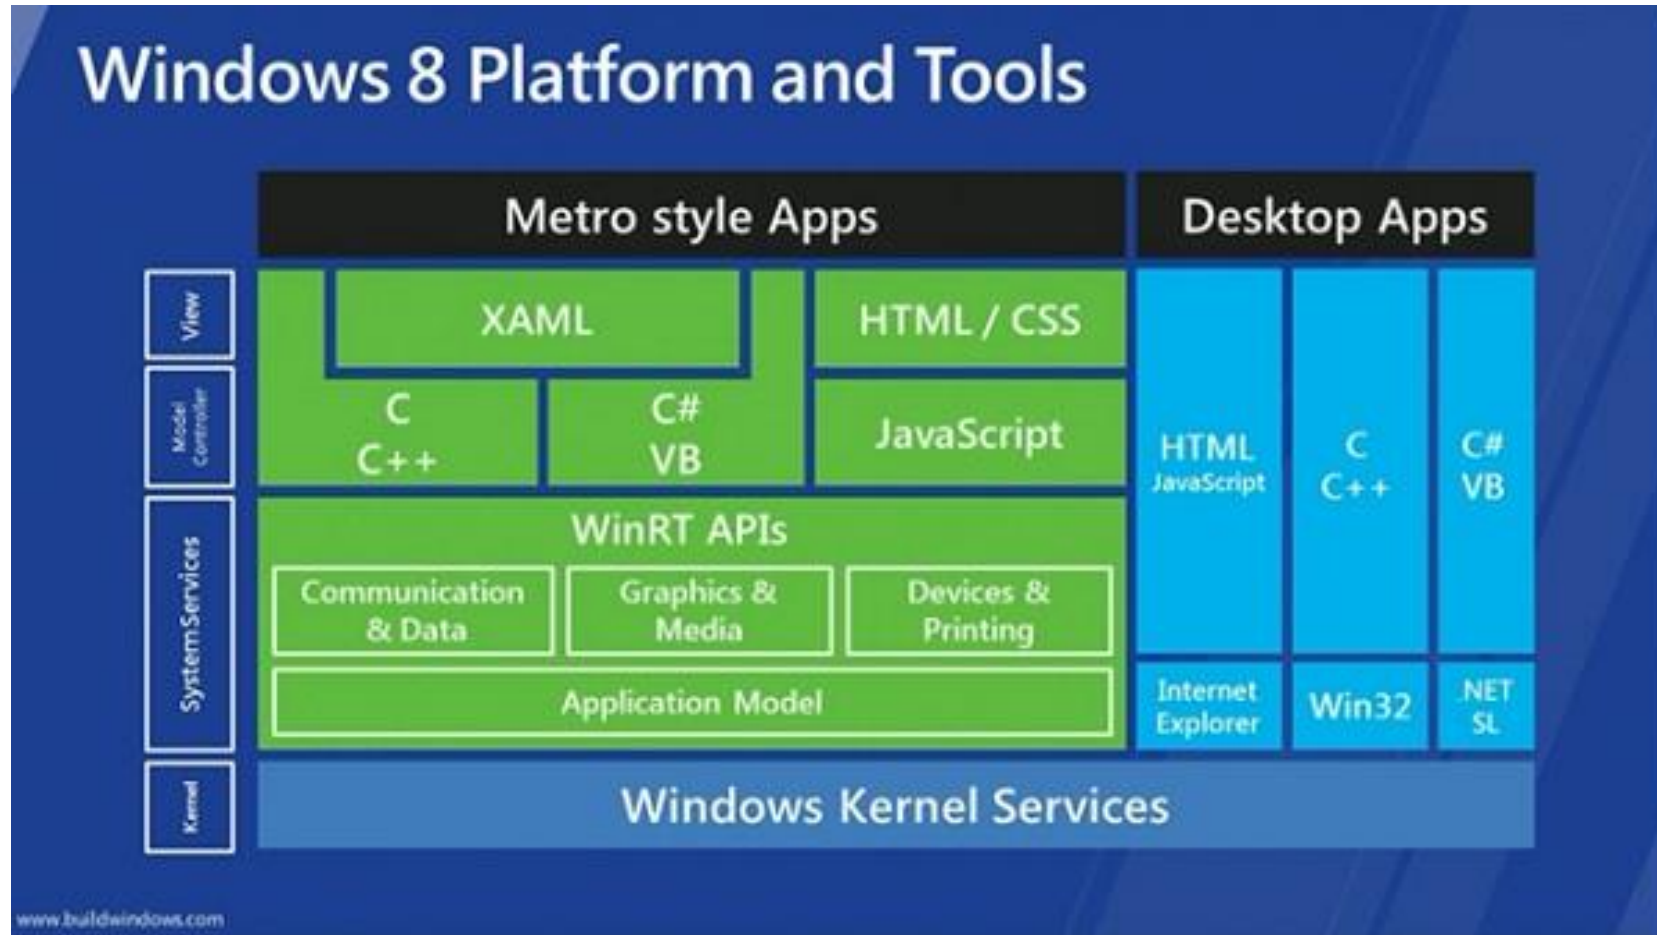 Windows 8 Platform and Tools
Metro style Apps
Desktop Apps
View
XAML
HTML / CSS
Model
Controller
C
C++
C#
VB
JavaScript
HTML
JavaScript
C
C++
C#
VB
SystemServices
WinRT APIs
Communication
& Data
Graphics &
Media
Devices &
Printing
Application Model
Internet
Explorer
Win32
.NET
SL
Kernel
Windows Kernel Services
www.buildwindows.com